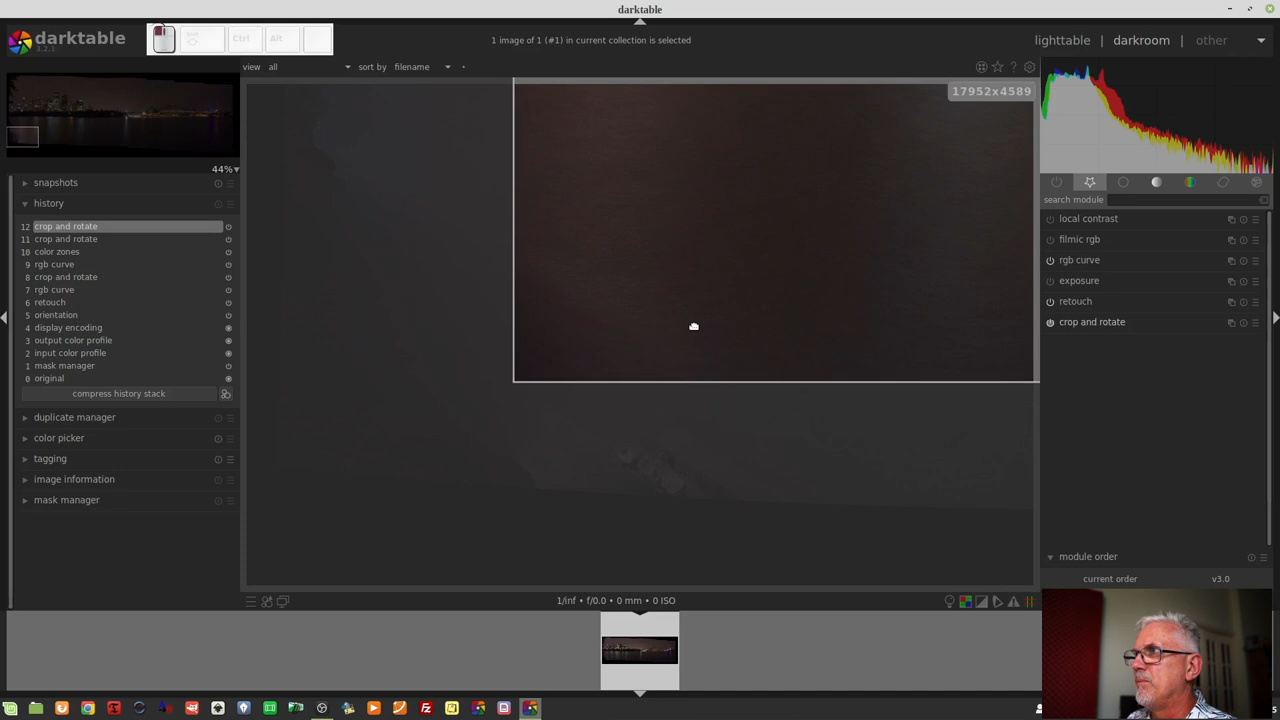 darktable
darktable
3.2.1
Ctrl
Alt
1 image of 1 (#1) in current collection is selected
lighttable | darkroom | other
view all sort by filename
17952x4589
44%
snapshots
history
12 crop and rotate
11 crop and rotate
10 color zones
9 rgb curve
8 crop and rotate
7 rgb curve
6 retouch
5 orientation
4 display encoding
3 output color profile
2 input color profile
1 mask manager
0 original
compress history stack
duplicate manager
color picker
tagging
image information
mask manager
search module
local contrast
filmic rgb
rgb curve
exposure
retouch
crop and rotate
module order
current order v3.0
1/inf • f/0.0 • 0 mm • 0 ISO